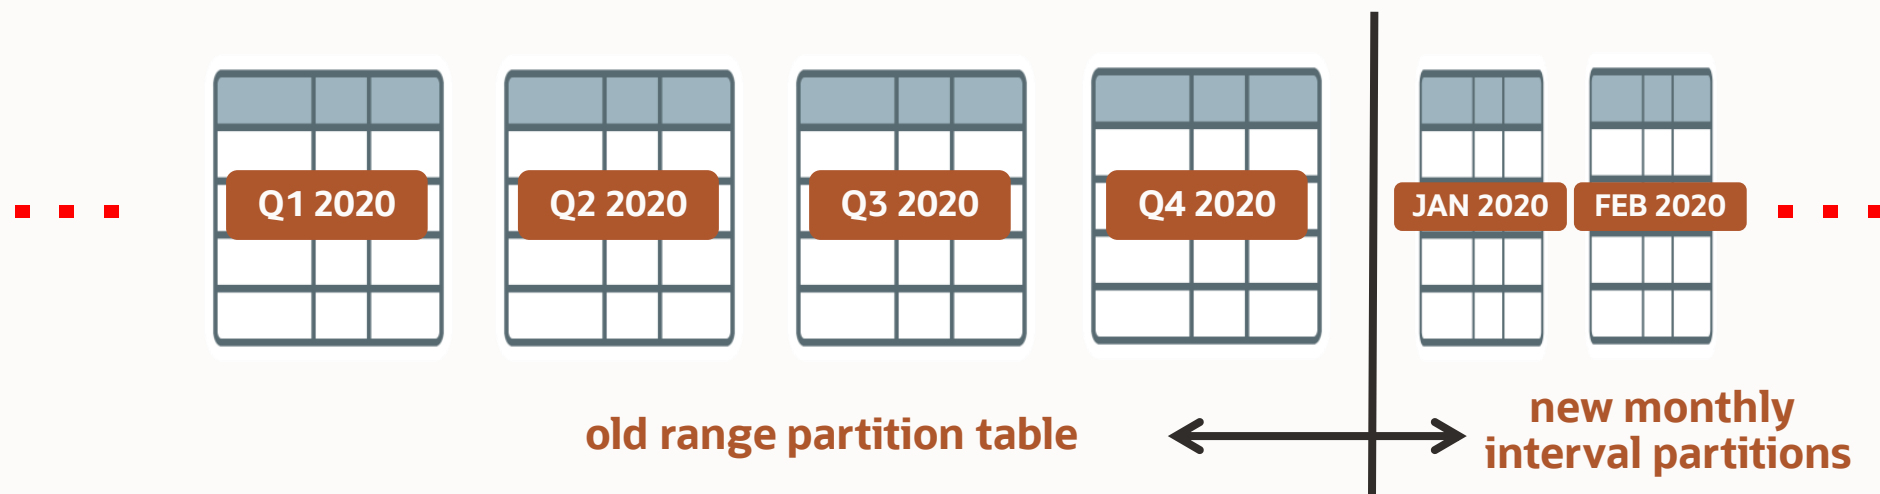 Q1 2020
Q2 2020
Q3 2020
Q4 2020
JAN 2020
FEB 2020
old range partition table
new monthly
interval partitions